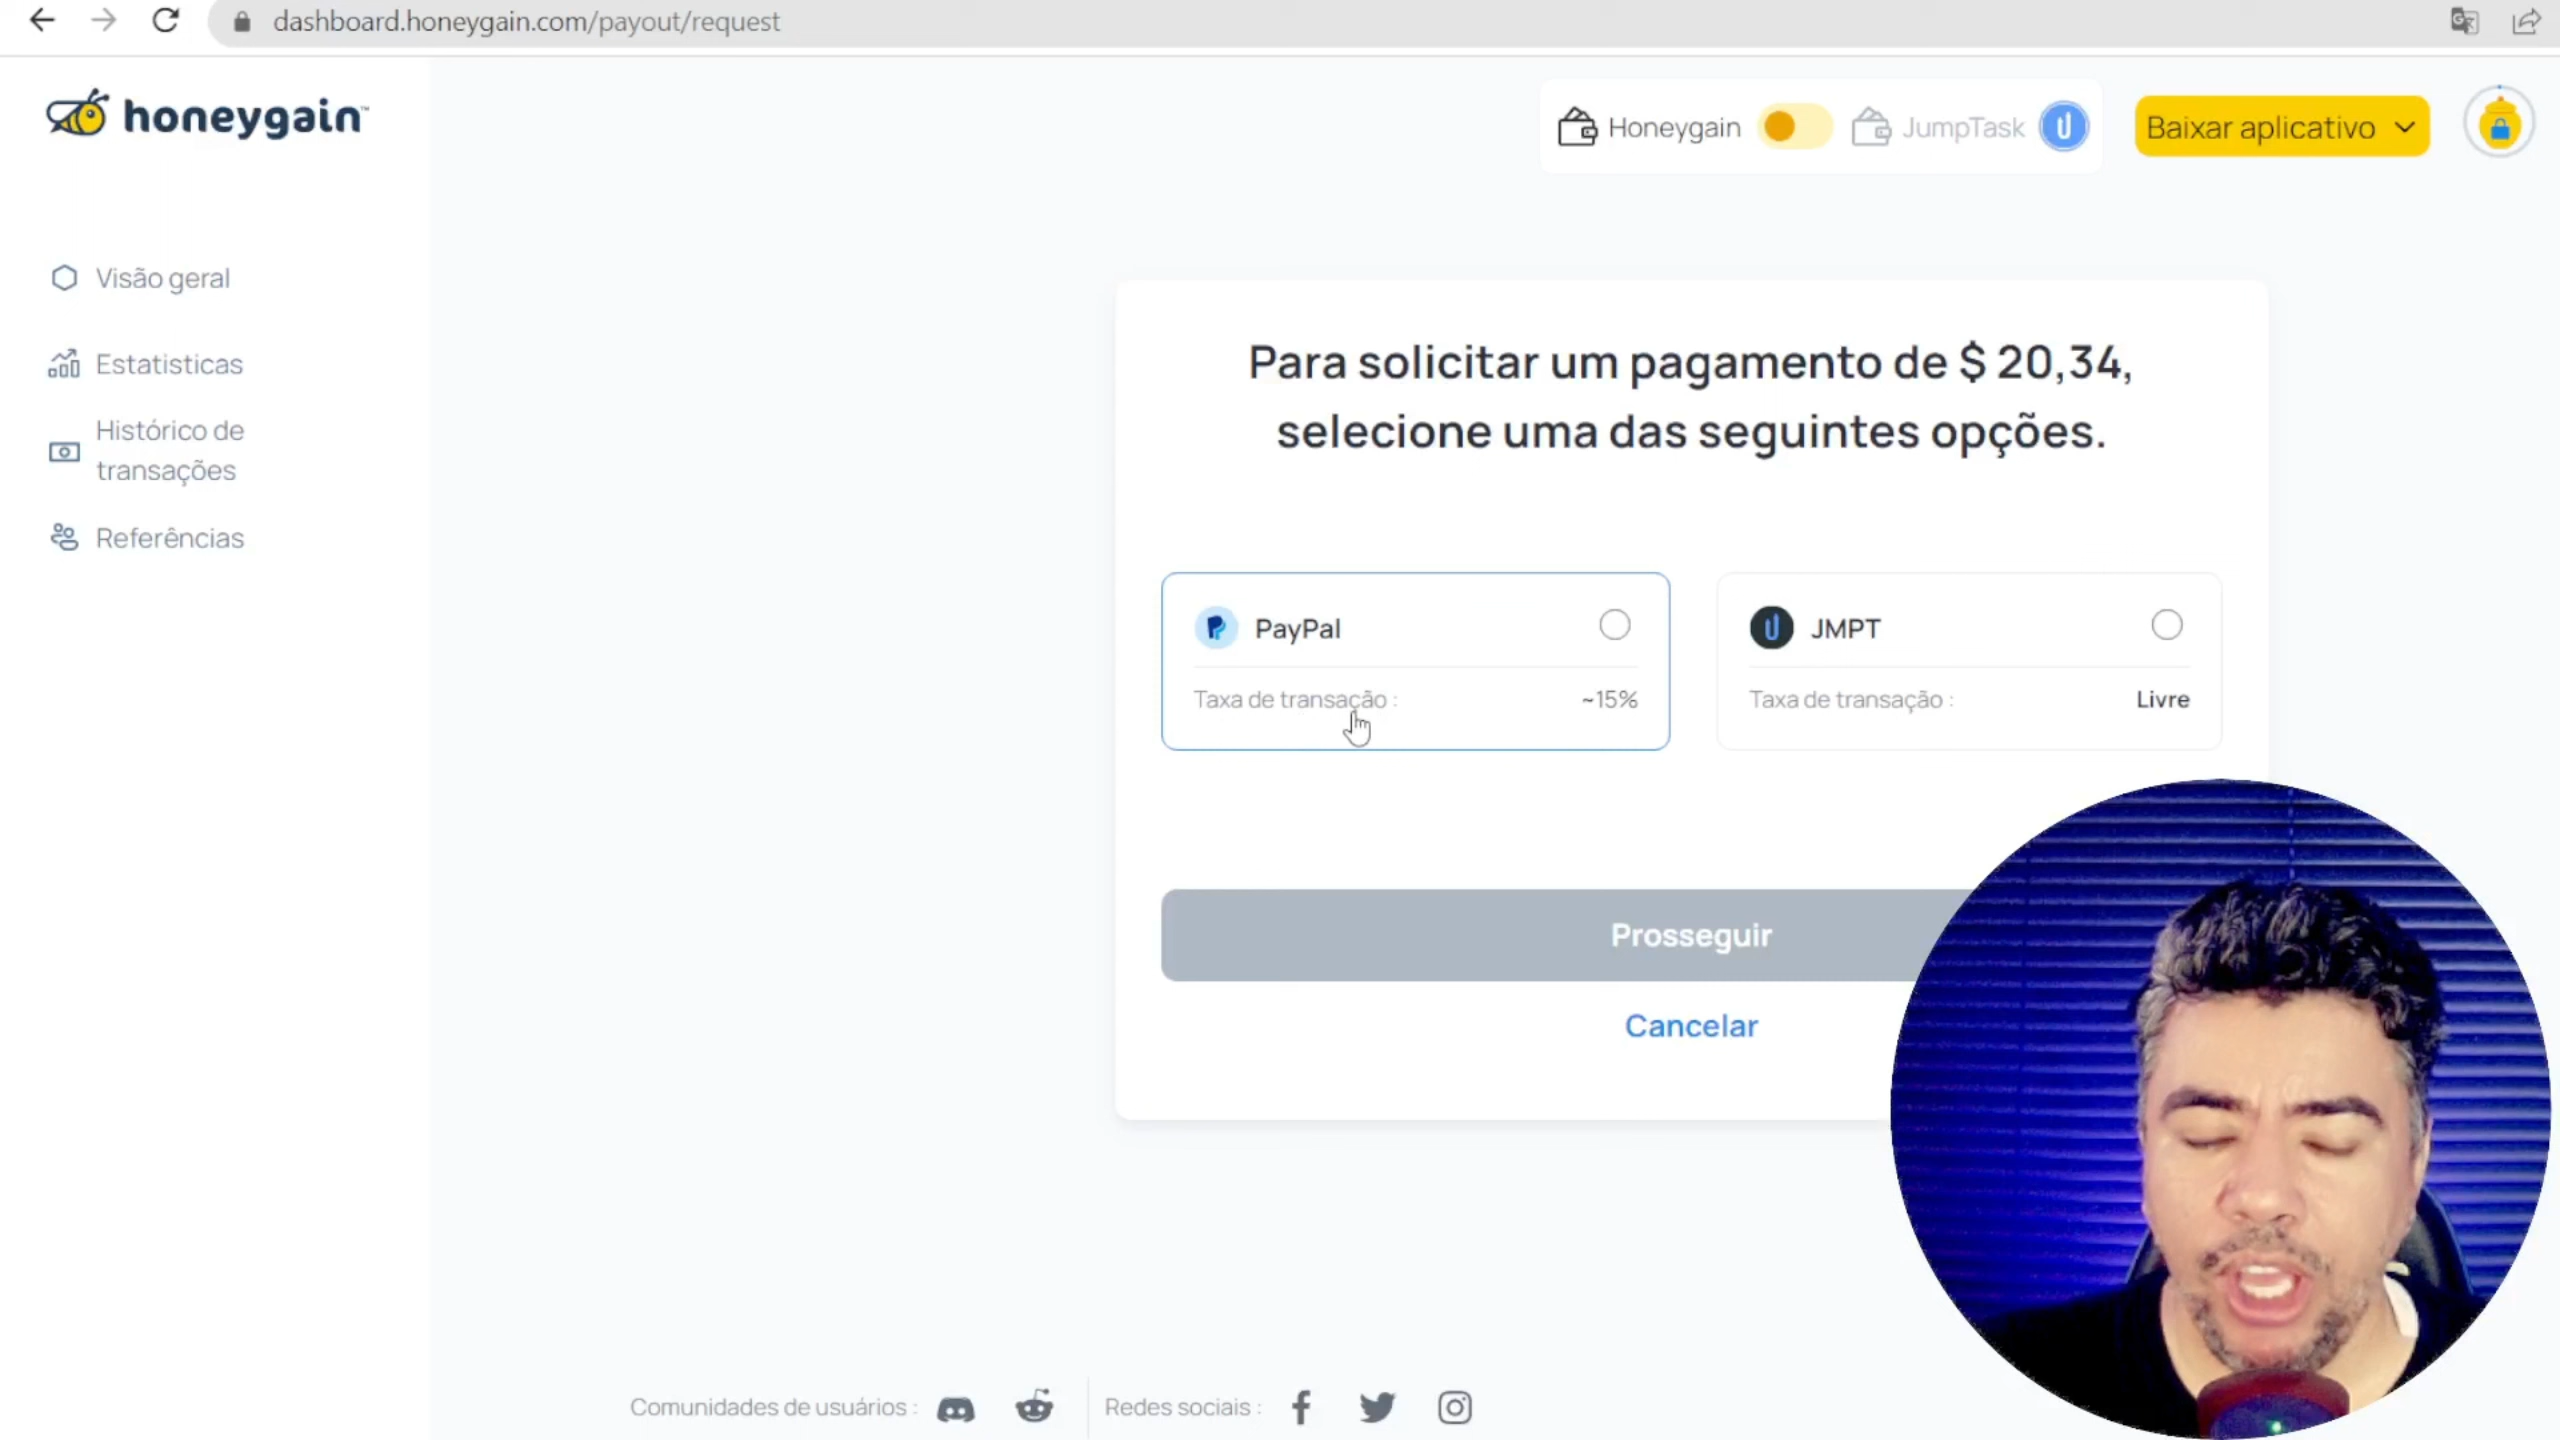 dashboard.honeygain.com/payout/request
honeygain™
Honeygain
JumpTask
Baixar aplicativo
Visão geral
Estatisticas
Histórico de
transações
Referências
Para solicitar um pagamento de $ 20,34,
selecione uma das seguintes opções.
PayPal
Taxa de transação :
~15%
JMPT
Taxa de transação :
Livre
Prosseguir
Cancelar
Comunidades de usuários :
Redes sociais :